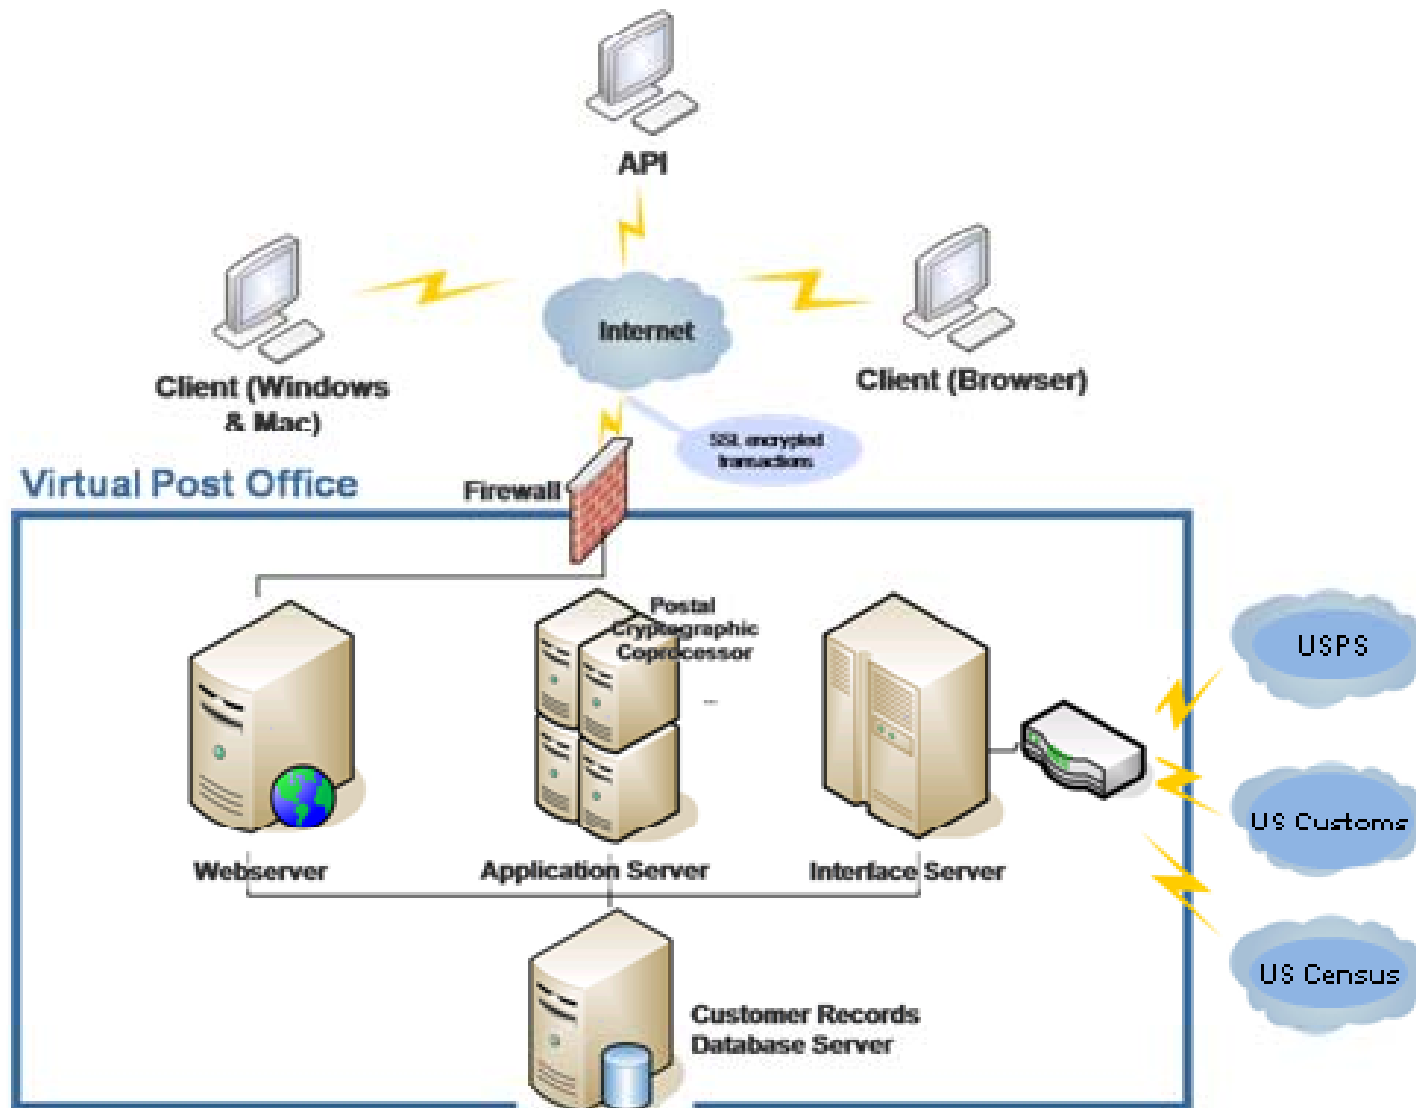 API
Internet
Client (Windows
& Mac)
Client (Browser)
SSL encrypted
transactions
Virtual Post Office
Firewall
Postal
Cryptographic
Coprocessor
...
USPS
US Customs
US Census
Webserver
Application Server
Interface Server
Customer Records
Database Server